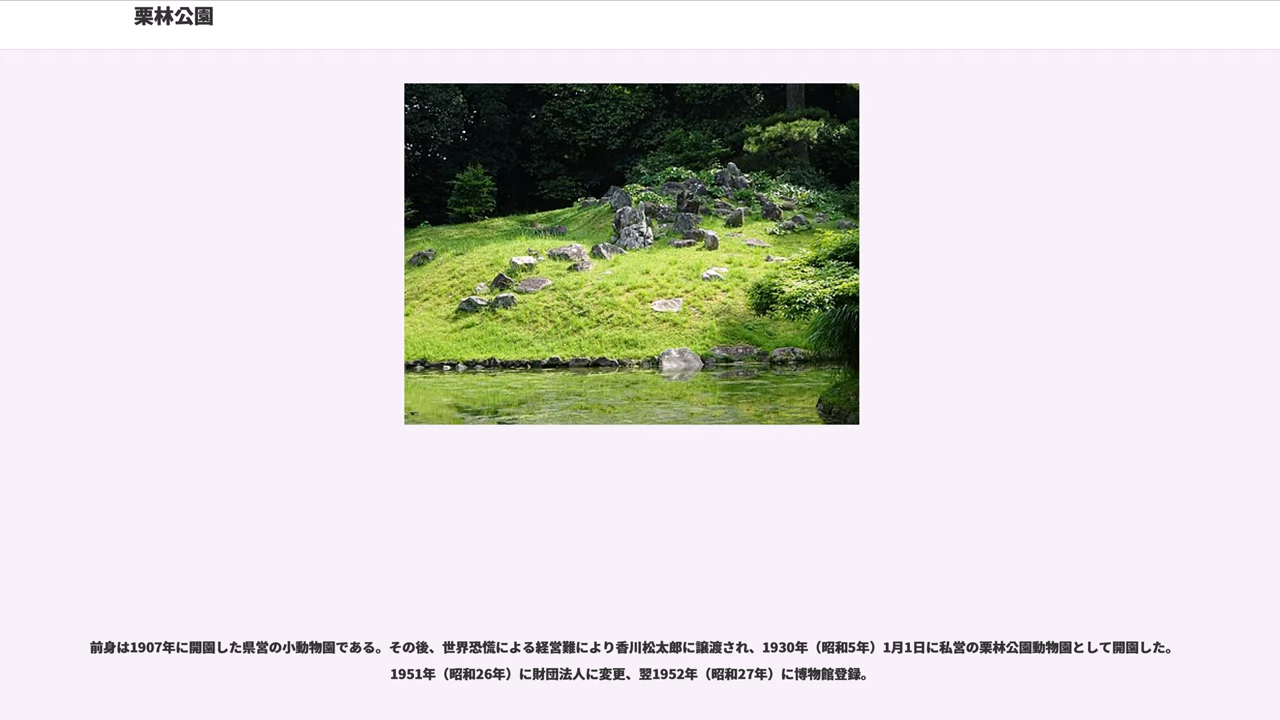 栗林公園
前身は1907年に開園した県営の小動物園である。その後、世界恐慌による経営難により香川松太郎に譲渡され、1930年（昭和5年）1月1日に私営の栗林公園動物園として開園した。
1951年（昭和26年）に財団法人に変更、翌1952年（昭和27年）に博物館登録。